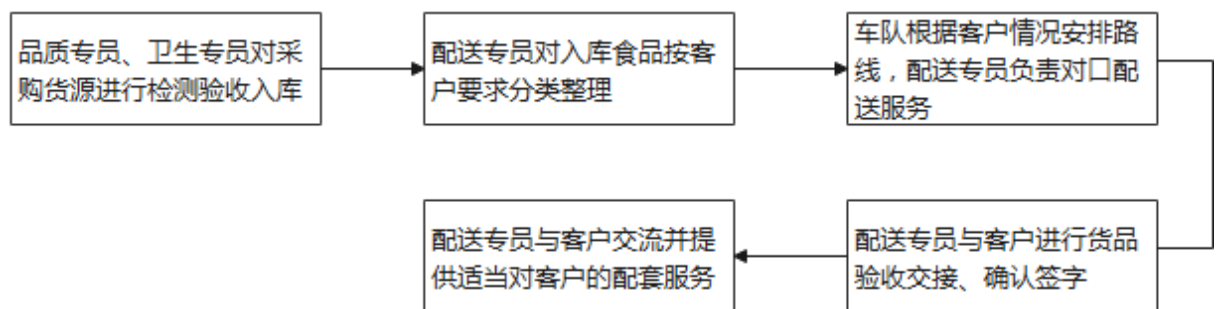 品质专员、卫生专员对采
购货源进行检测验收入库
配送专员对入库食品按客
户要求分类整理
车队根据客户情况安排路
线，配送专员负责对口配
送服务
配送专员与客户进行货品
验收交接、确认签字
配送专员与客户交流并提
供适当对客户的配套服务